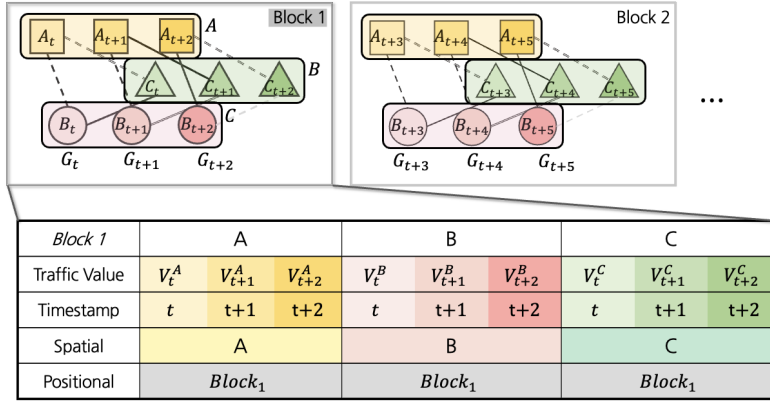 Block 1
A_t A_{t+1} A_{t+2} A
C_t C_{t+1} C_{t+2} B
B_t B_{t+1} B_{t+2} C
G_t G_{t+1} G_{t+2}
Block 2
A_{t+3} A_{t+4} A_{t+5}
C_{t+3} C_{t+4} C_{t+5}
B_{t+3} B_{t+4} B_{t+5}
G_{t+3} G_{t+4} G_{t+5}
...
Block 1 A B C
Traffic Value V_t^A V_{t+1}^A V_{t+2}^A V_t^B V_{t+1}^B V_{t+2}^B V_t^C V_{t+1}^C V_{t+2}^C
Timestamp t t+1 t+2 t t+1 t+2 t t+1 t+2
Spatial A B C
Positional Block_1 Block_1 Block_1